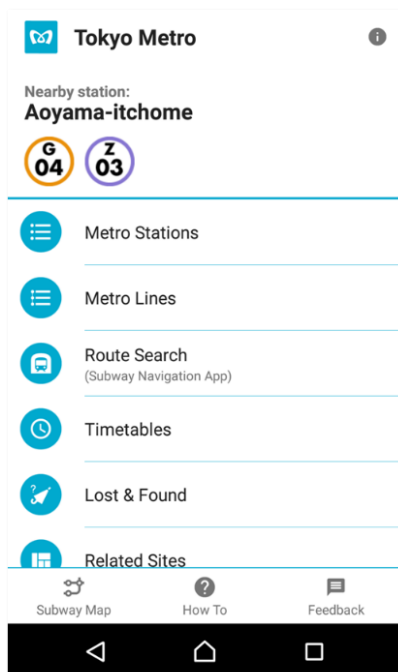 Tokyo Metro
Nearby station:
Aoyama-itchome
G
04
Z
03
Metro Stations
Metro Lines
Route Search
(Subway Navigation App)
Timetables
Lost & Found
Related Sites
Subway Map
How To
Feedback